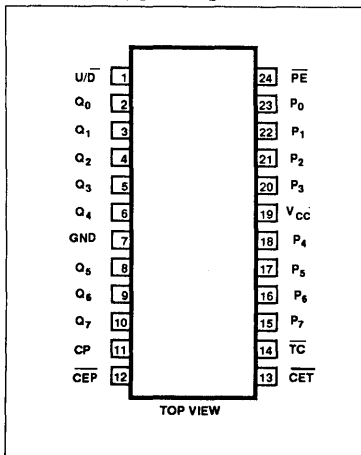 U/D̅ 1 24 P̅E̅
Q0 2 23 P0
Q1 3 22 P1
Q2 4 21 P2
Q3 5 20 P3
Q4 6 19 VCC
GND 7 18 P4
Q5 8 17 P5
Q6 9 16 P6
Q7 10 15 P7
CP 11 14 T̅C̅
C̅E̅P̅ 12 13 C̅E̅T̅
TOP VIEW